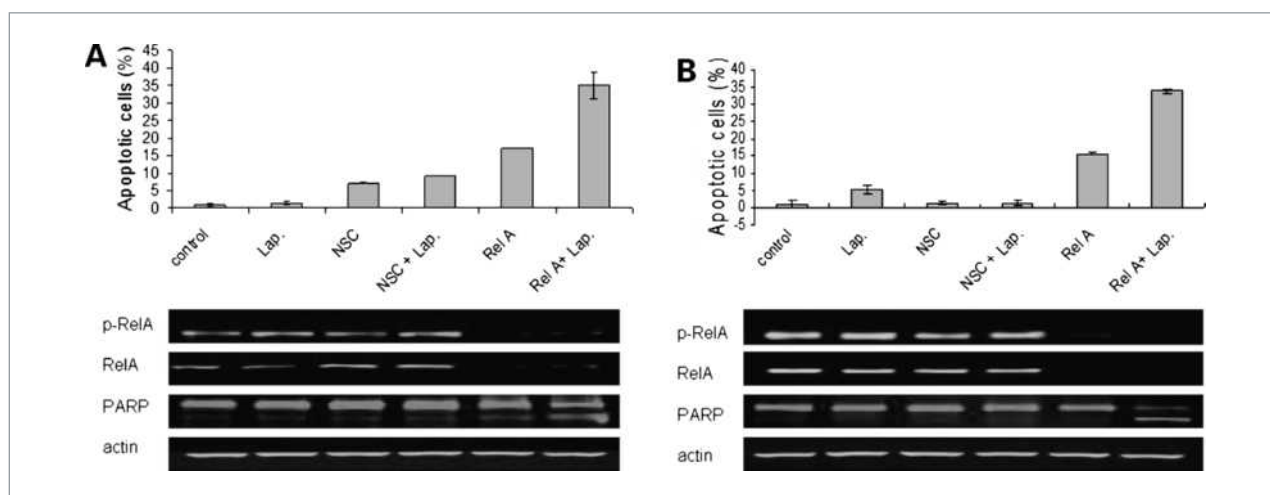 A
Apoptotic cells (%)
45
40
35
30
25
20
15
10
5
0
control
Lap.
NSC
NSC + Lap.
Rel A
Rel A+ Lap.
p-RelA
RelA
PARP
actin
B
Apoptotic cells (%)
40
35
30
25
20
15
10
5
0
-5
control
Lap.
NSC
NSC + Lap.
Rel A
Rel A+ Lap.
p-RelA
RelA
PARP
actin